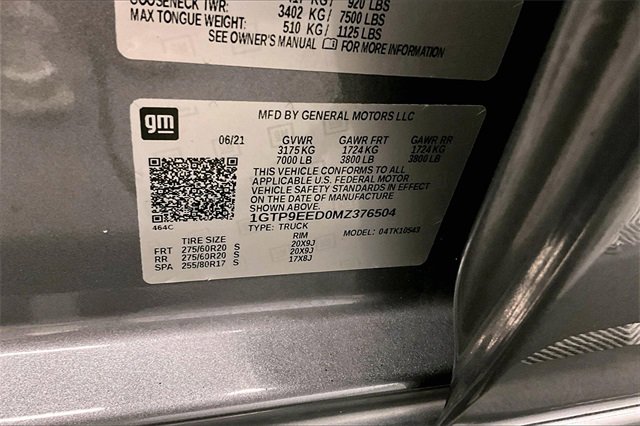 GOOSENECK TWR: 417 KG / 920 LBS
3402 KG / 7500 LBS
MAX TONGUE WEIGHT: 510 KG / 1125 LBS
SEE OWNER'S MANUAL FOR MORE INFORMATION
gm
MFD BY GENERAL MOTORS LLC
06/21 GVWR GAWR FRT GAWR RR
3175 KG 1724 KG 1724 KG
7000 LB 3800 LB 3800 LB
THIS VEHICLE CONFORMS TO ALL
APPLICABLE U.S. FEDERAL MOTOR
VEHICLE SAFETY STANDARDS IN EFFECT
ON THE DATE OF MANUFACTURE
SHOWN ABOVE.
1GTP9EED0MZ376504
464C
TYPE: TRUCK MODEL: 04TK10543
TIRE SIZE RIM
FRT 275/60R20 S 20X9J
RR 275/60R20 S 20X9J
SPA 255/80R17 S 17X8J